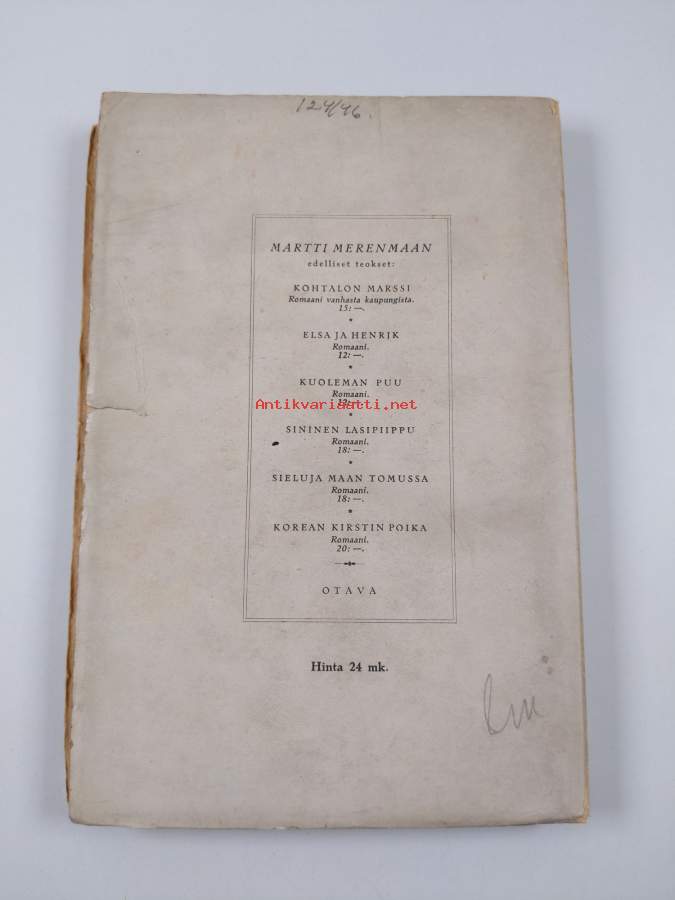 124/46.
MARTTI MERENMAAN
edelliset teokset:
KOHTALON MARSSI
Romaani vanhasta kaupungista.
15: —.
*
ELSA JA HENRIK
Romaani.
12: —.
*
KUOLEMAN PUU
Romaani.
Antikvariaatti.net
*
SININEN LASIPIIPPU
Romaani.
18: —.
*
SIELUJA MAAN TOMUSSA
Romaani.
18: —.
*
KOREAN KIRSTIN POIKA
Romaani.
20: —.
OTAVA
Hinta 24 mk.